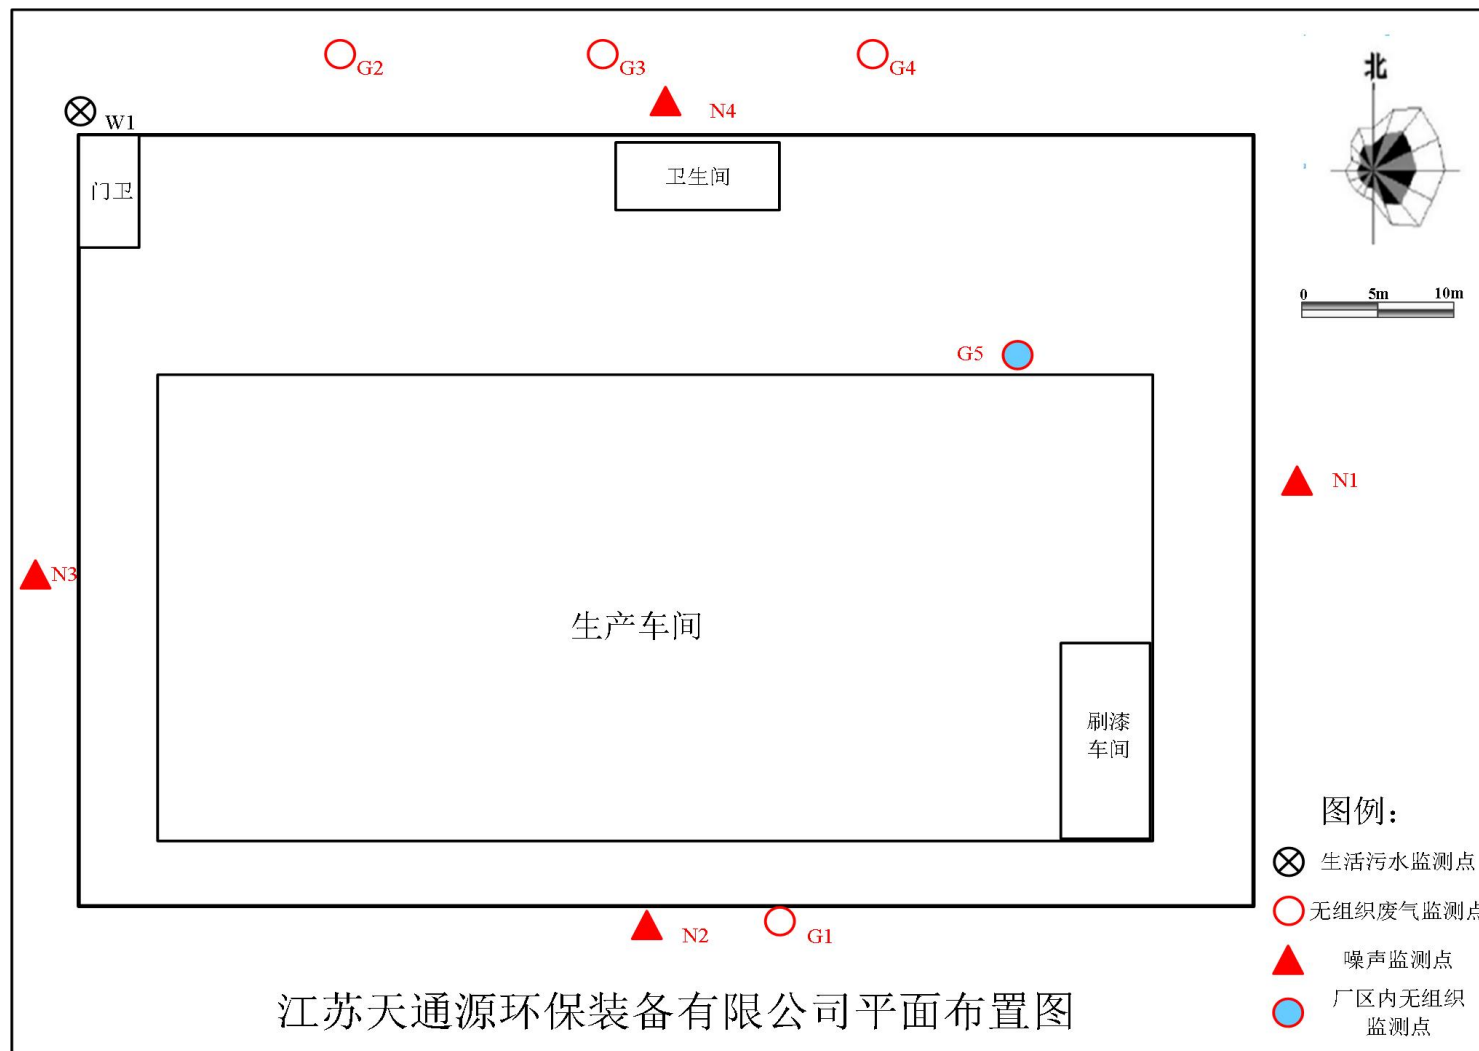 G2
G3
G4
北
W1
N4
门卫
卫生间
0 5m 10m
G5
N1
N3
生产车间
刷漆
车间
图例：
生活污水监测点
无组织废气监测点
N2
G1
噪声监测点
厂区内无组织
监测点
江苏天通源环保装备有限公司平面布置图